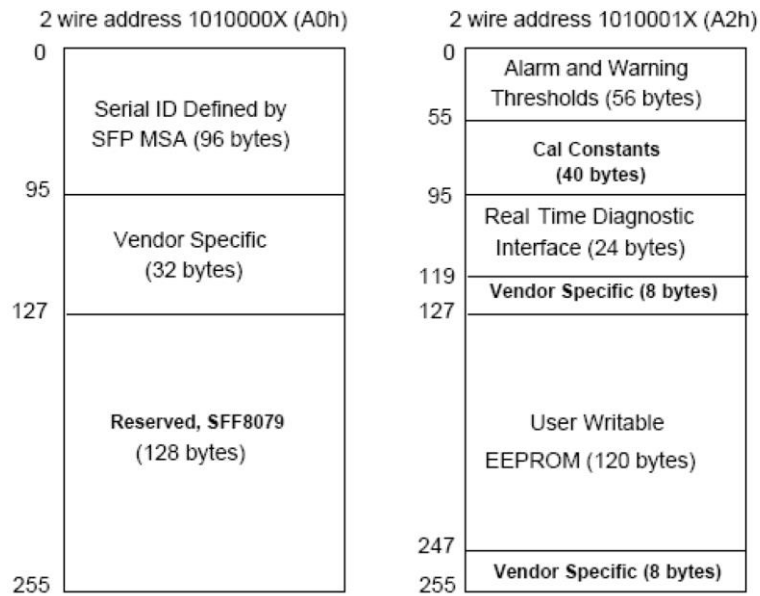 2 wire address 1010000X (A0h)
0
Serial ID Defined by
SFP MSA (96 bytes)
95
Vendor Specific
(32 bytes)
127
Reserved, SFF8079
(128 bytes)
255
2 wire address 1010001X (A2h)
0
Alarm and Warning
Thresholds (56 bytes)
55
Cal Constants
(40 bytes)
95
Real Time Diagnostic
Interface (24 bytes)
119
Vendor Specific (8 bytes)
127
User Writable
EEPROM (120 bytes)
247
Vendor Specific (8 bytes)
255